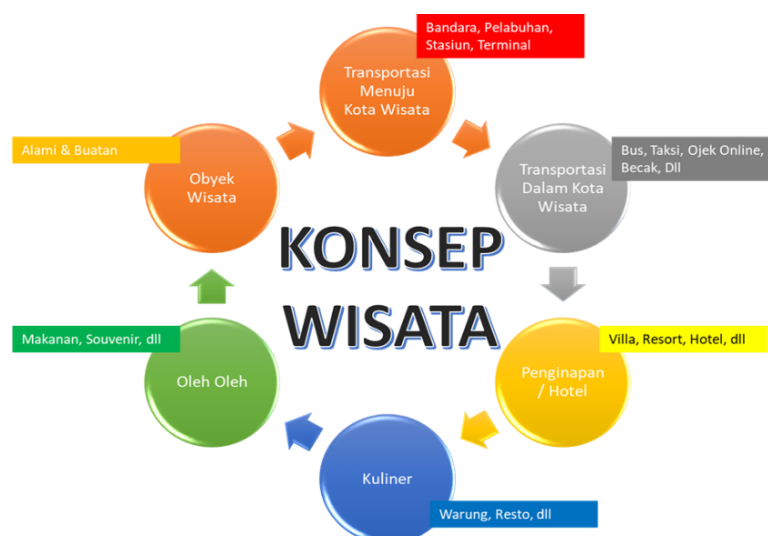 KONSEP
WISATA
Transportasi
Menuju
Kota Wisata
Bandara, Pelabuhan,
Stasiun, Terminal
Transportasi
Dalam Kota
Wisata
Bus, Taksi, Ojek Online,
Becak, Dll
Penginapan
/ Hotel
Villa, Resort, Hotel, dll
Kuliner
Warung, Resto, dll
Oleh Oleh
Makanan, Souvenir, dll
Obyek
Wisata
Alami & Buatan